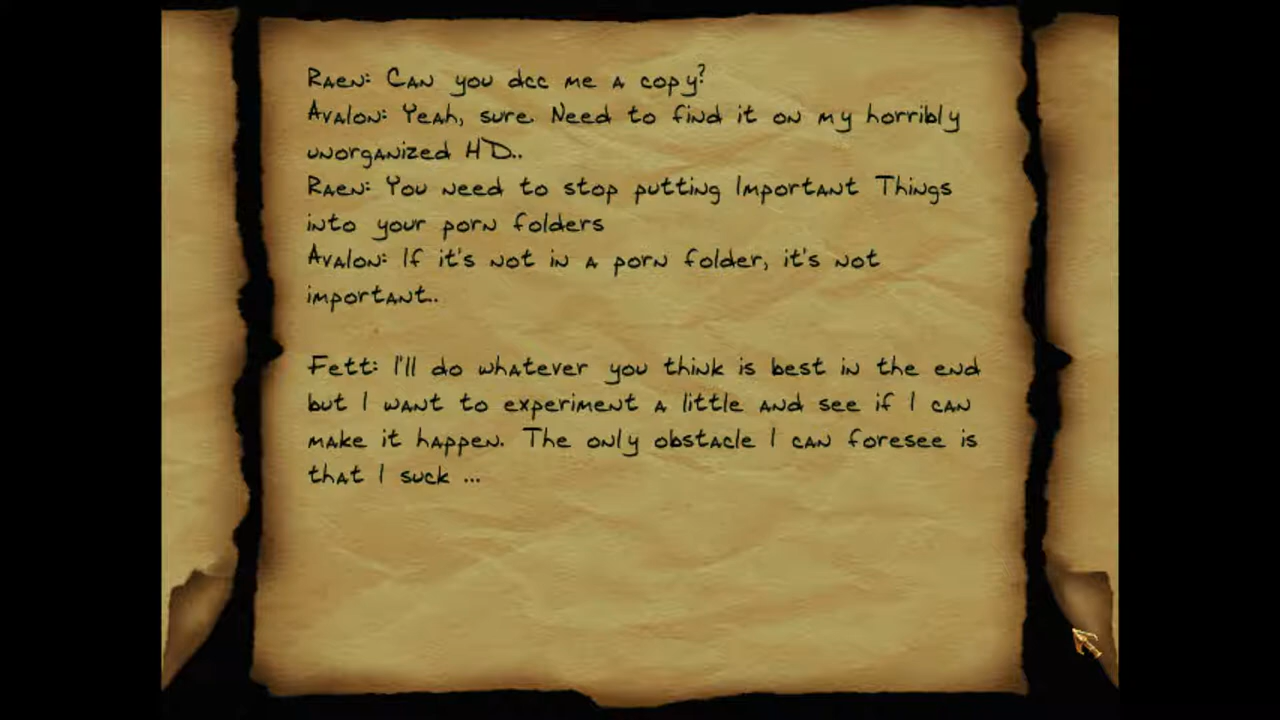 Raen: Can you dcc me a copy?
Avalon: Yeah, sure. Need to find it on my horribly
unorganized HD..
Raen: You need to stop putting Important Things
into your porn folders
Avalon: If it's not in a porn folder, it's not
important..
Fett: I'll do whatever you think is best in the end
but I want to experiment a little and see if I can
make it happen. The only obstacle I can foresee is
that I suck ...